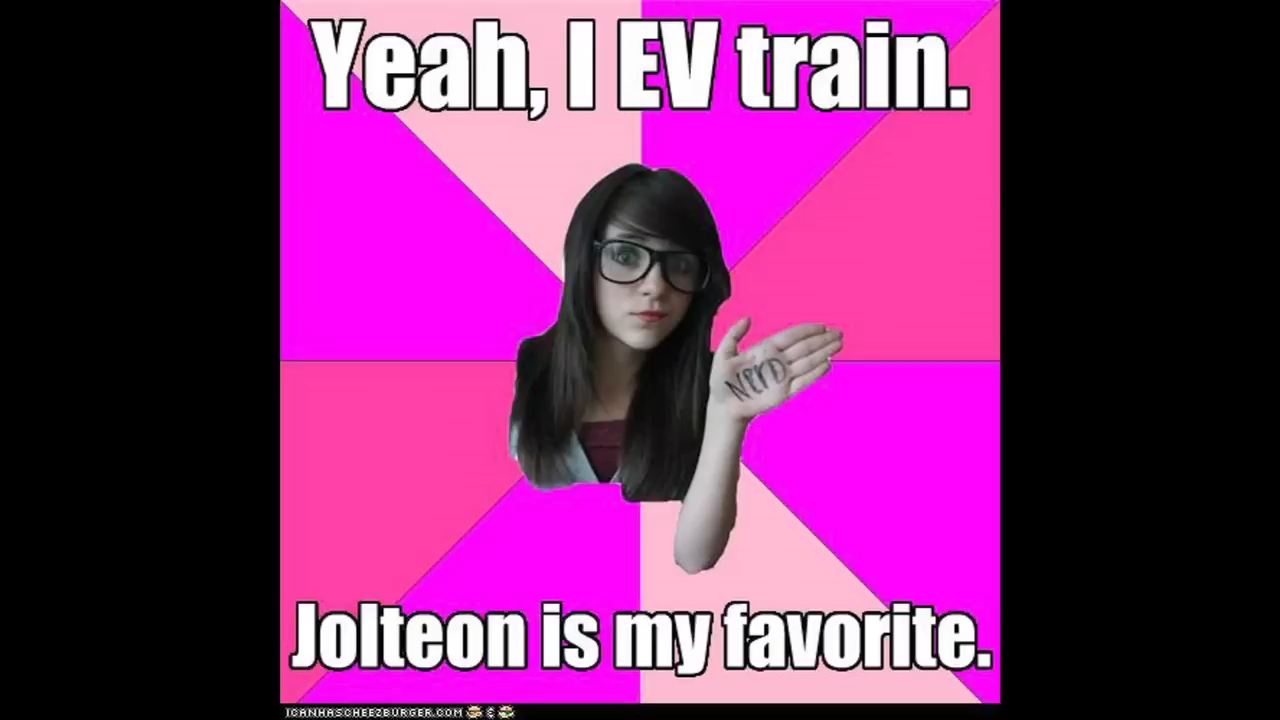 Yeah, I EV train.
NerD
Jolteon is my favorite.
ICANHASCHEEZBURGER.COM